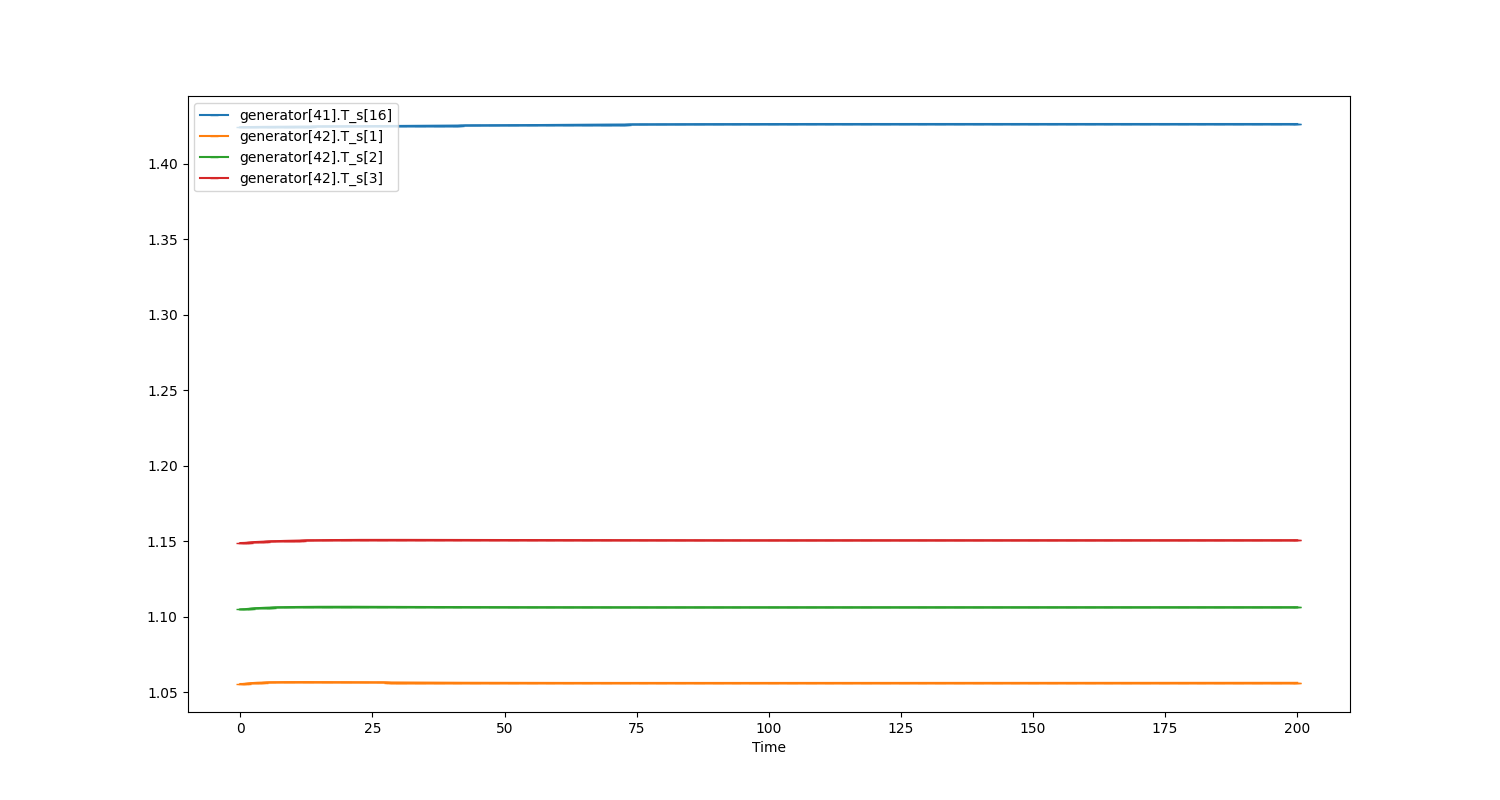 generator[41].T_s[16]
generator[42].T_s[1]
generator[42].T_s[2]
generator[42].T_s[3]
1.40
1.35
1.30
1.25
1.20
1.15
1.10
1.05
0 25 50 75 100 125 150 175 200
Time